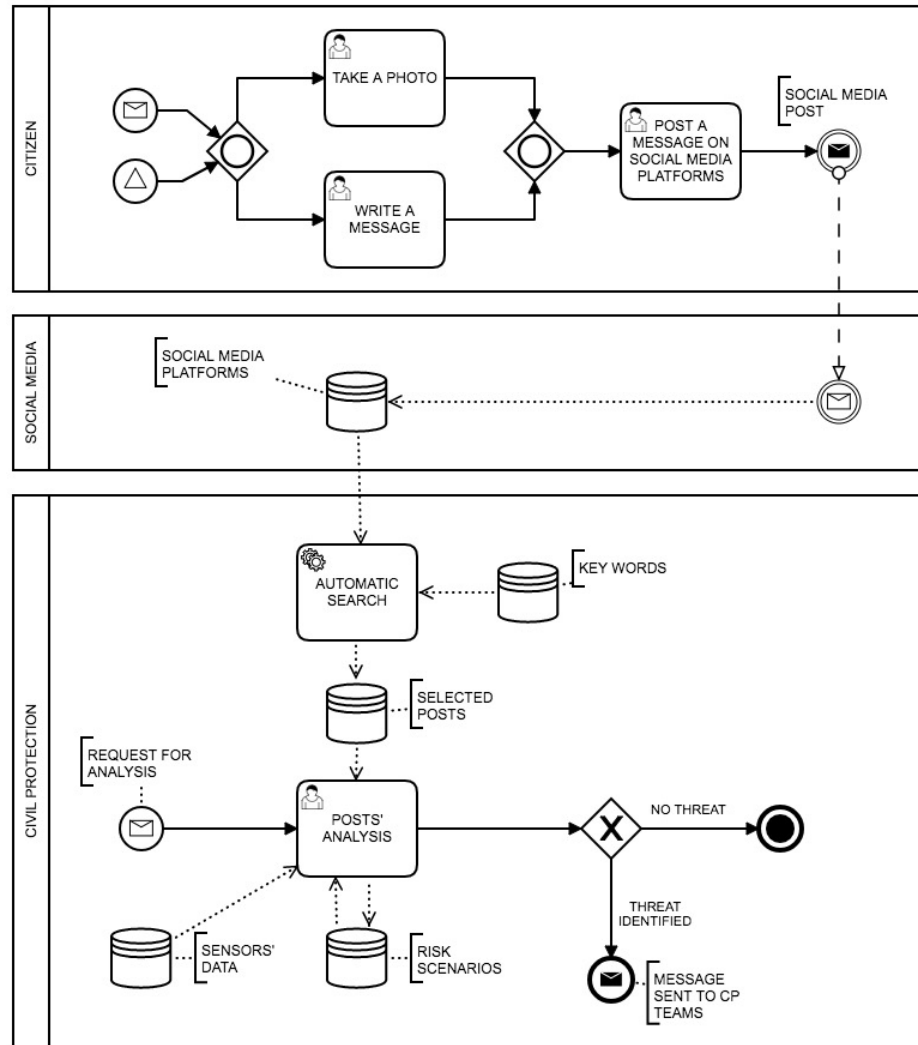 CITIZEN
TAKE A PHOTO
WRITE A
MESSAGE
POST A
MESSAGE ON
SOCIAL MEDIA
PLATFORMS
SOCIAL MEDIA
POST
SOCIAL MEDIA
SOCIAL MEDIA
PLATFORMS
CIVIL PROTECTION
AUTOMATIC
SEARCH
KEY WORDS
SELECTED
POSTS
REQUEST FOR
ANALYSIS
POSTS'
ANALYSIS
X
NO THREAT
THREAT
IDENTIFIED
SENSORS'
DATA
RISK
SCENARIOS
MESSAGE
SENT TO CP
TEAMS